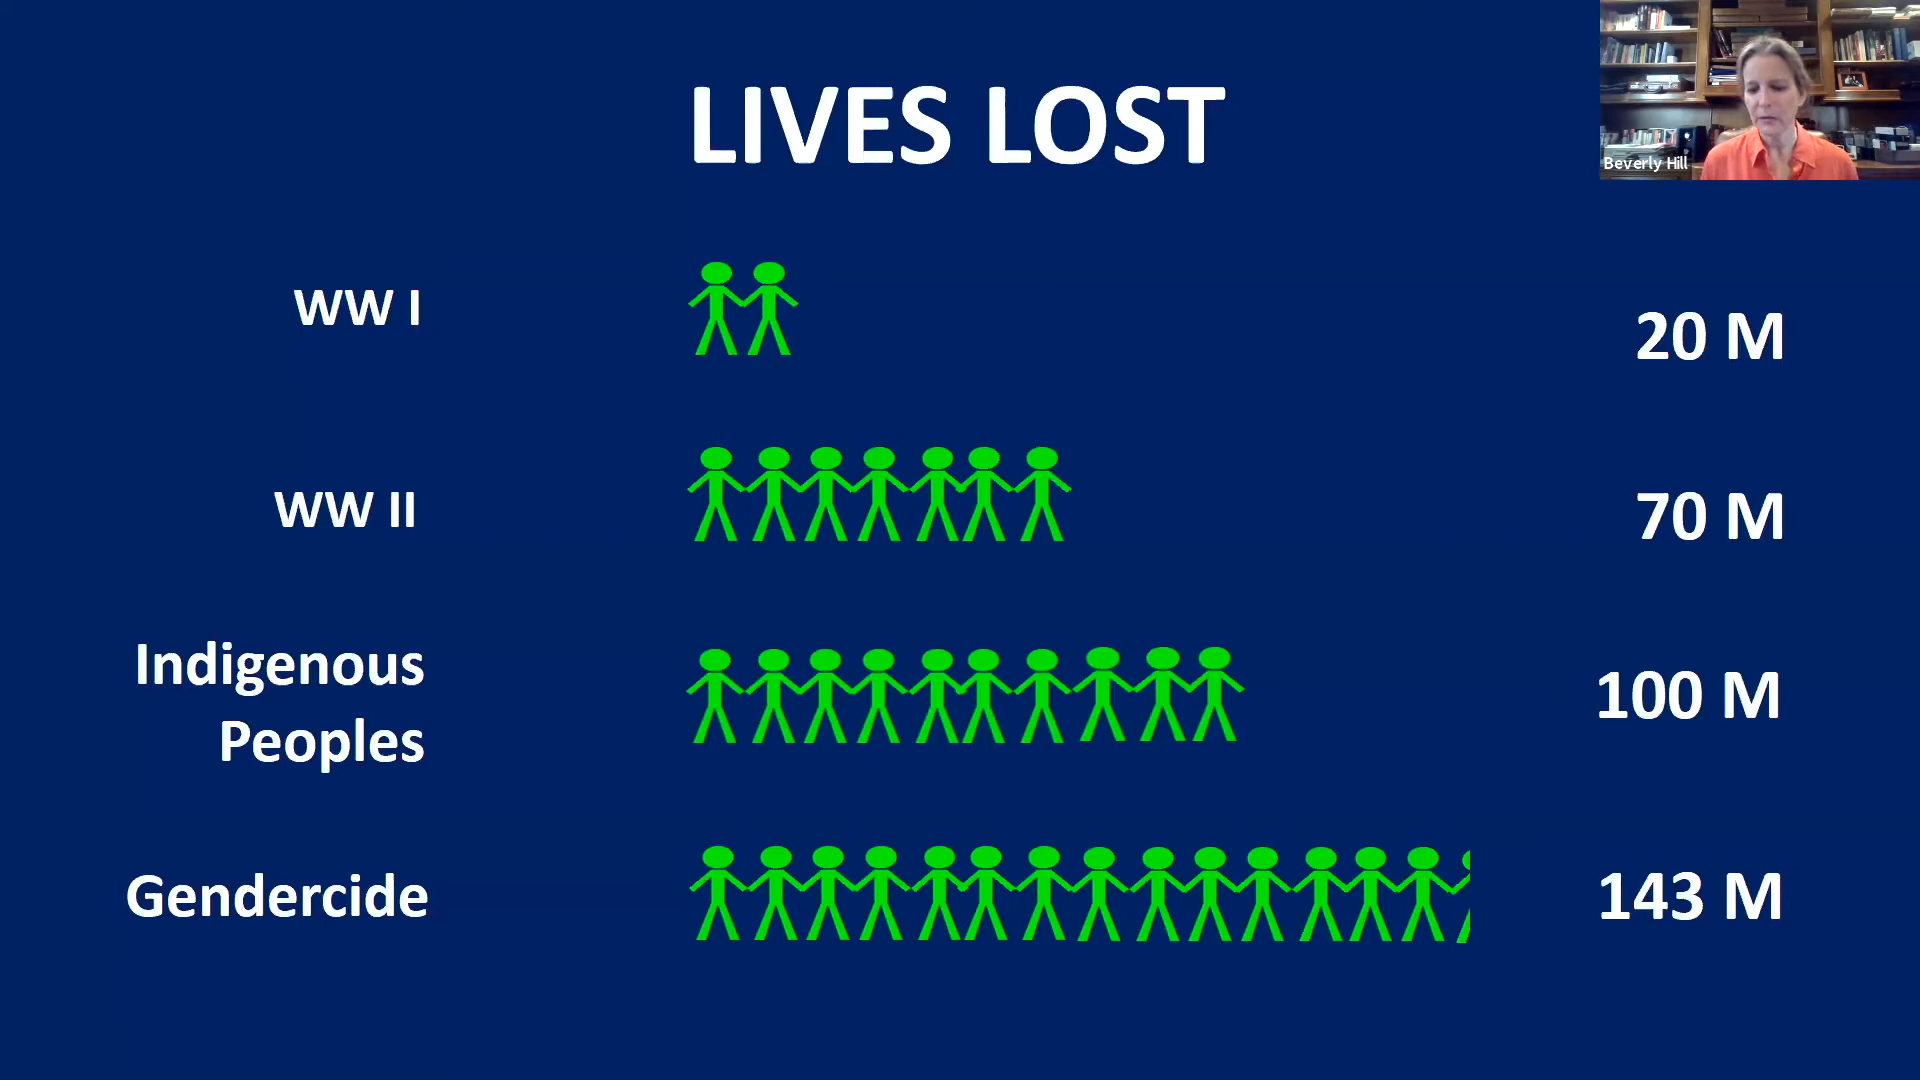 LIVES LOST
Beverly Hill
WW I
20 M
WW II
70 M
Indigenous
Peoples
100 M
Gendercide
143 M